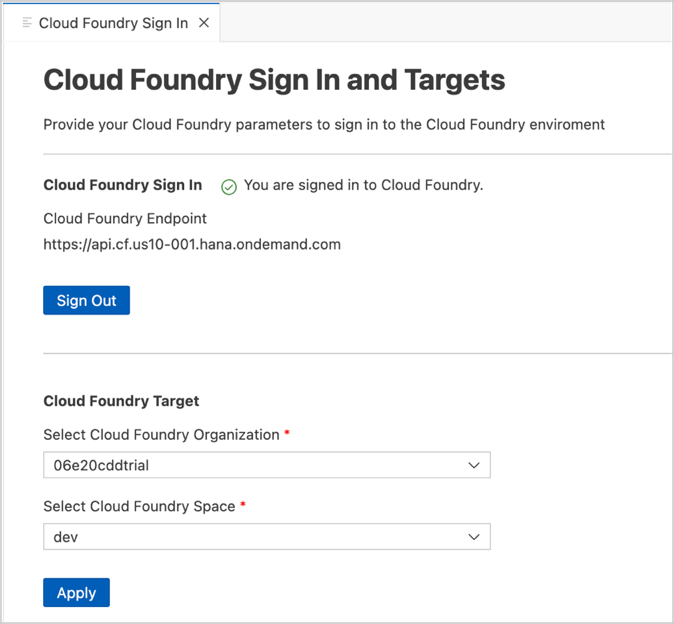 Cloud Foundry Sign In
Cloud Foundry Sign In and Targets
Provide your Cloud Foundry parameters to sign in to the Cloud Foundry enviroment
Cloud Foundry Sign In You are signed in to Cloud Foundry.
Cloud Foundry Endpoint
https://api.cf.us10-001.hana.ondemand.com
Sign Out
Cloud Foundry Target
Select Cloud Foundry Organization *
06e20cddtrial
Select Cloud Foundry Space *
dev
Apply